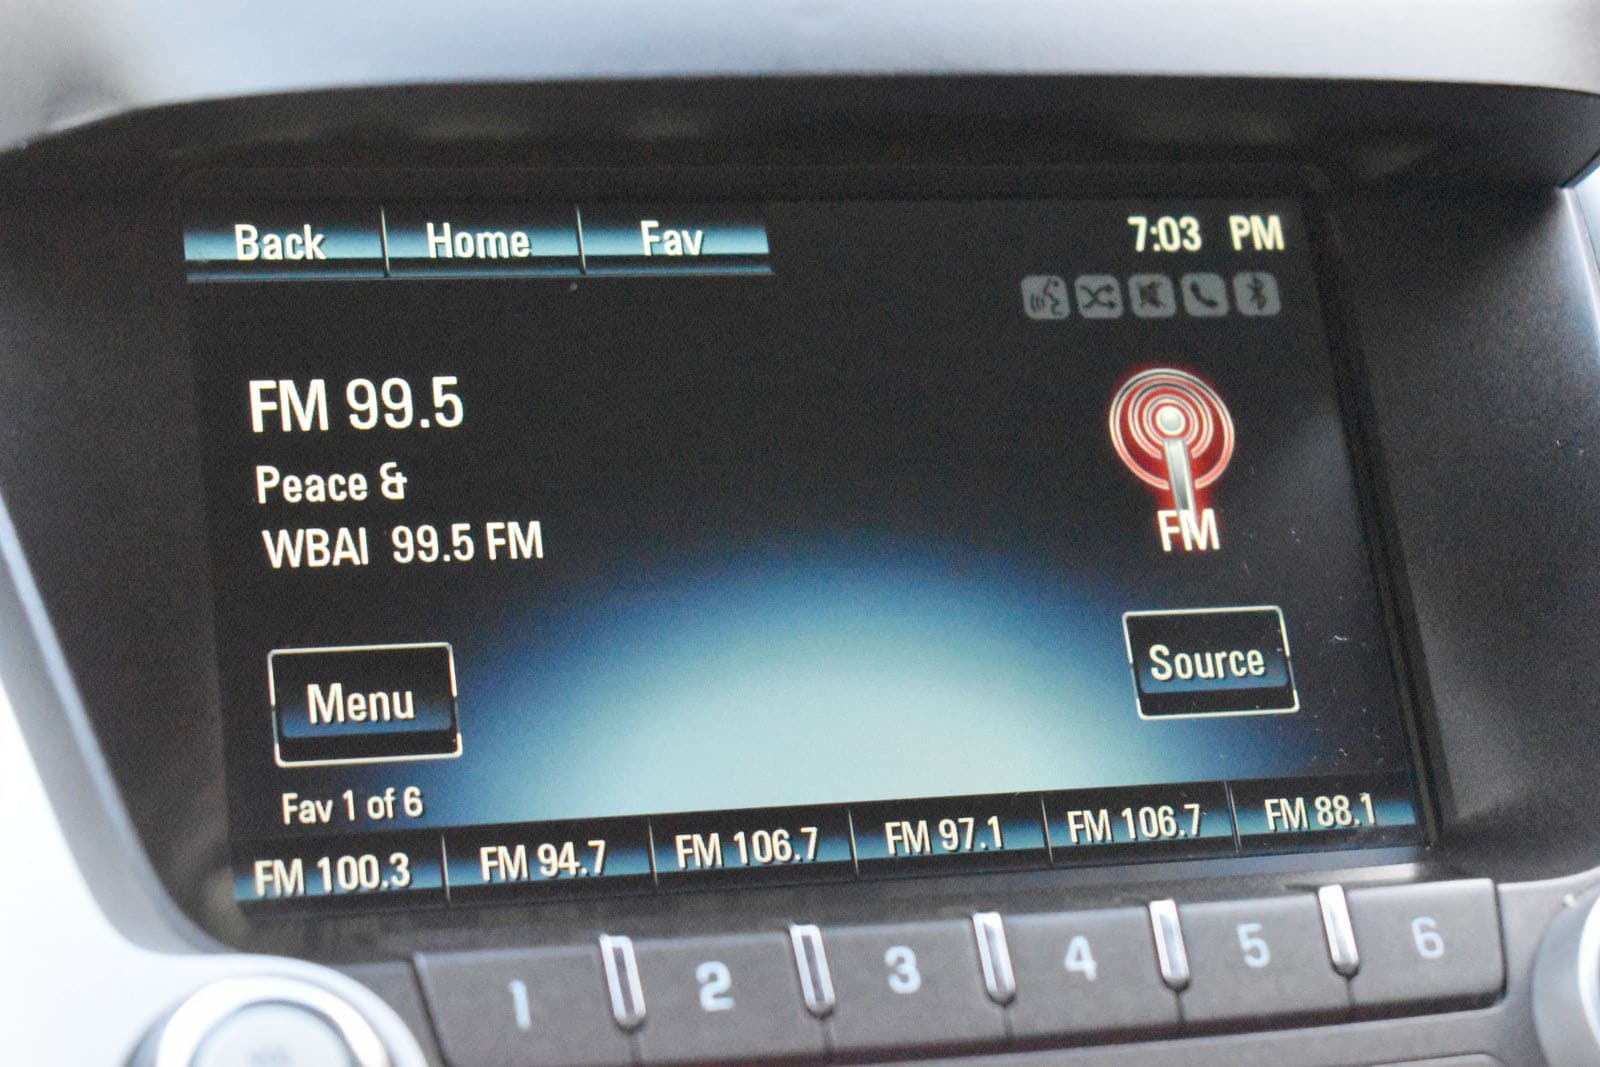 Back Home Fav
7:03 PM
FM 99.5
Peace &
WBAI 99.5 FM
FM
Menu
Source
Fav 1 of 6
FM 100.3 FM 94.7 FM 106.7 FM 97.1 FM 106.7 FM 88.1
1 2 3 4 5 6